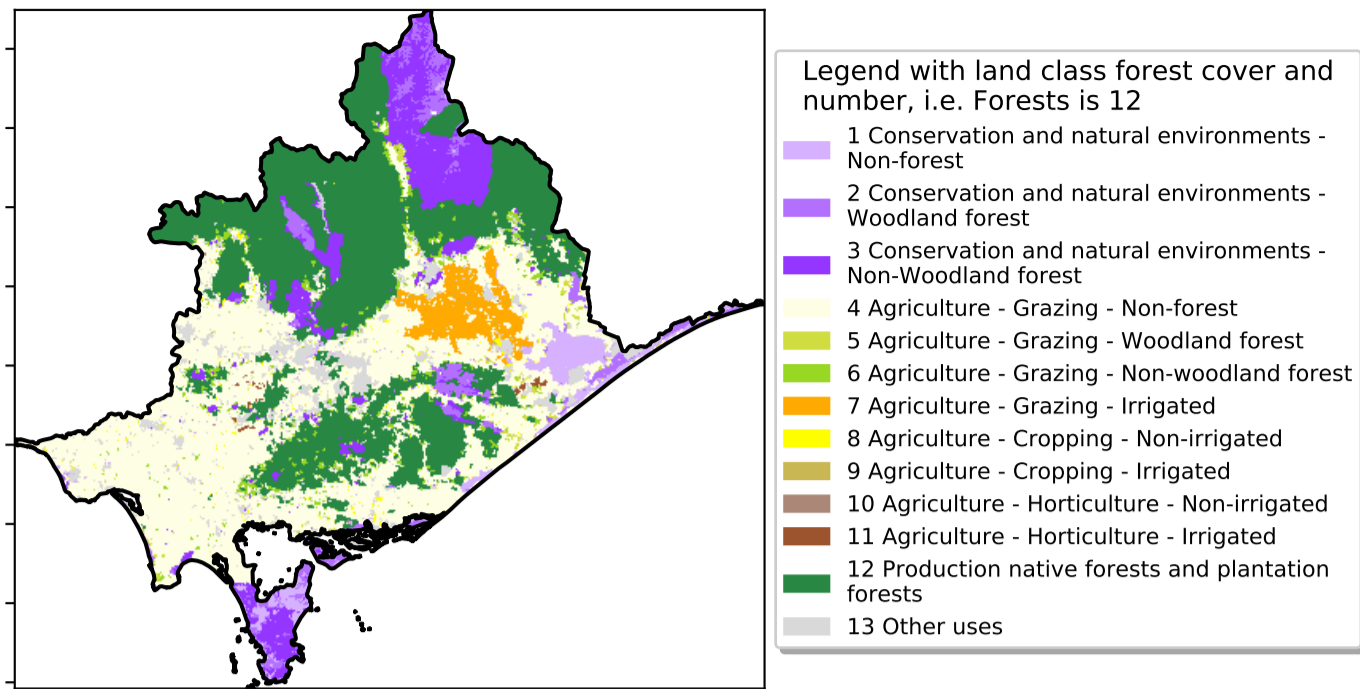 Legend with land class forest cover and
number, i.e. Forests is 12
1 Conservation and natural environments -
Non-forest
2 Conservation and natural environments -
Woodland forest
3 Conservation and natural environments -
Non-Woodland forest
4 Agriculture - Grazing - Non-forest
5 Agriculture - Grazing - Woodland forest
6 Agriculture - Grazing - Non-woodland forest
7 Agriculture - Grazing - Irrigated
8 Agriculture - Cropping - Non-irrigated
9 Agriculture - Cropping - Irrigated
10 Agriculture - Horticulture - Non-irrigated
11 Agriculture - Horticulture - Irrigated
12 Production native forests and plantation
forests
13 Other uses